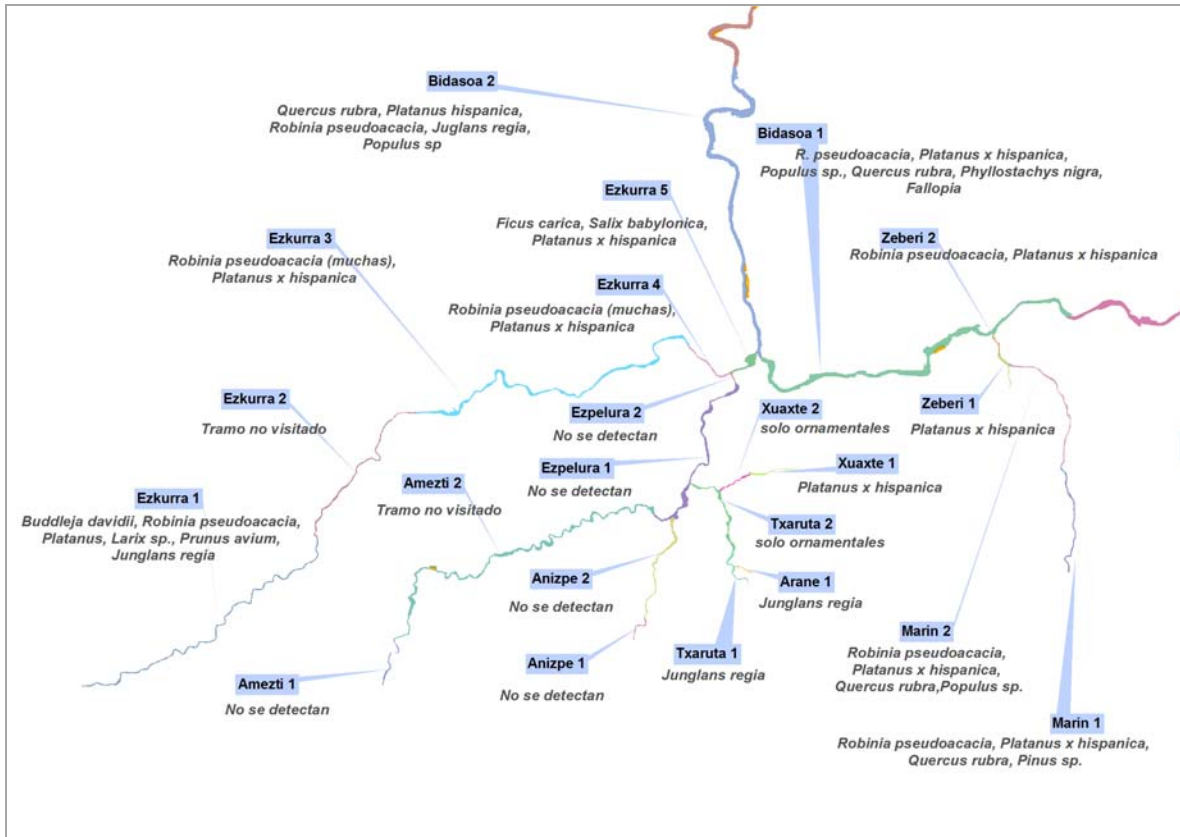 Bidasoa 2
Quercus rubra, Platanus hispanica,
Robinia pseudoacacia, Juglans regia,
Populus sp
Bidasoa 1
R. pseudoacacia, Platanus x hispanica,
Populus sp., Quercus rubra, Phyllostachys nigra,
Fallopia
Ezkurra 5
Ficus carica, Salix babylonica,
Platanus x hispanica
Ezkurra 3
Robinia pseudoacacia (muchas),
Platanus x hispanica
Zeberi 2
Robinia pseudoacacia, Platanus x hispanica
Ezkurra 4
Robinia pseudoacacia (muchas),
Platanus x hispanica
Ezkurra 2
Tramo no visitado
Ezpelura 2
No se detectan
Xuaxte 2
solo ornamentales
Zeberi 1
Platanus x hispanica
Ezpelura 1
No se detectan
Xuaxte 1
Platanus x hispanica
Amezti 2
Tramo no visitado
Ezkurra 1
Buddleja davidii, Robinia pseudoacacia,
Platanus, Larix sp., Prunus avium,
Junglans regia
Txaruta 2
solo ornamentales
Anizpe 2
No se detectan
Arane 1
Junglans regia
Marin 2
Robinia pseudoacacia,
Platanus x hispanica,
Quercus rubra,Populus sp.
Txaruta 1
Junglans regia
Anizpe 1
No se detectan
Amezti 1
No se detectan
Marin 1
Robinia pseudoacacia, Platanus x hispanica,
Quercus rubra, Pinus sp.